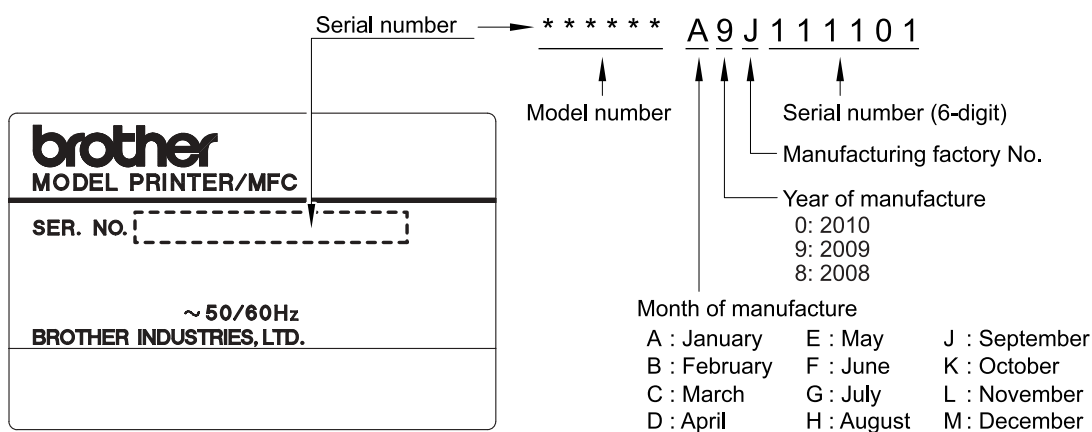 Serial number
* * * * * * A 9 J 1 1 1 1 0 1
Model number
Serial number (6-digit)
Manufacturing factory No.
Year of manufacture
0: 2010
9: 2009
8: 2008
Month of manufacture
A : January E : May J : September
B : February F : June K : October
C : March G : July L : November
D : April H : August M : December
brother
MODEL PRINTER/MFC
SER. NO.
~ 50/60Hz
BROTHER INDUSTRIES, LTD.